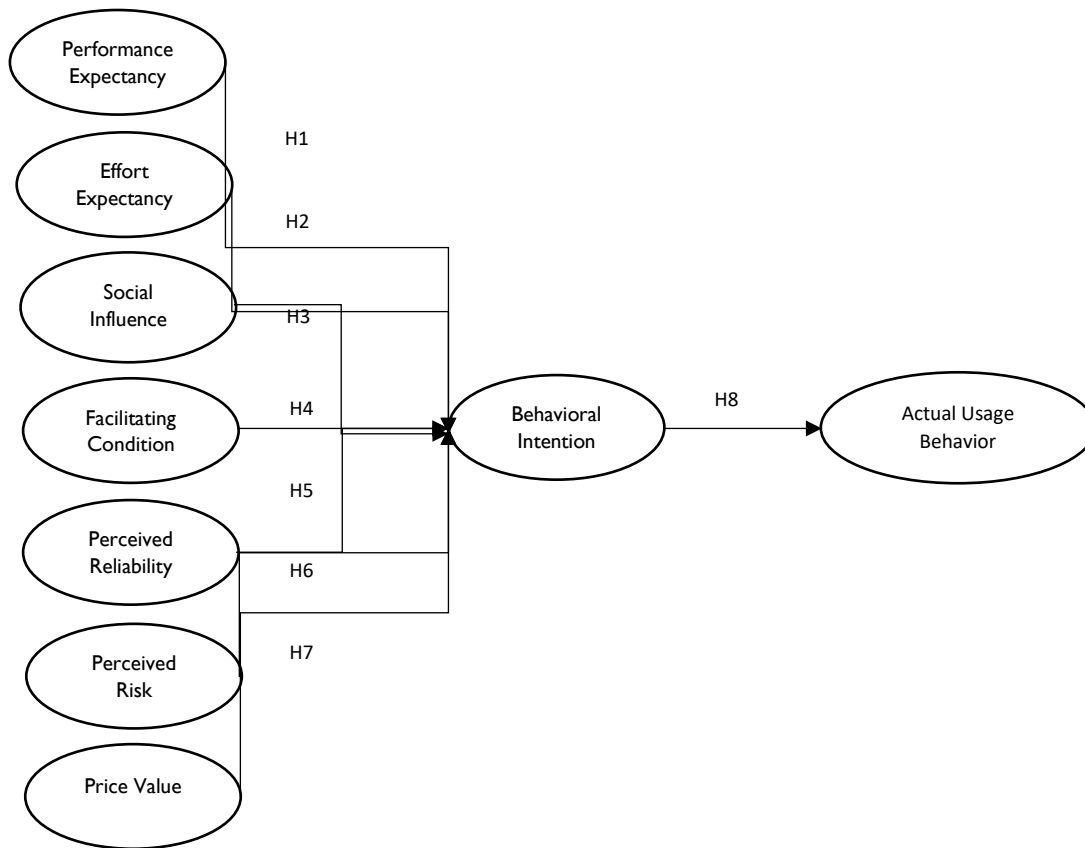 Performance
Expectancy
H1
Effort
Expectancy
H2
Social
Influence
H3
Facilitating
Condition
H4
Behavioral
Intention
H8
Actual Usage
Behavior
H5
Perceived
Reliability
H6
Perceived
Risk
H7
Price Value